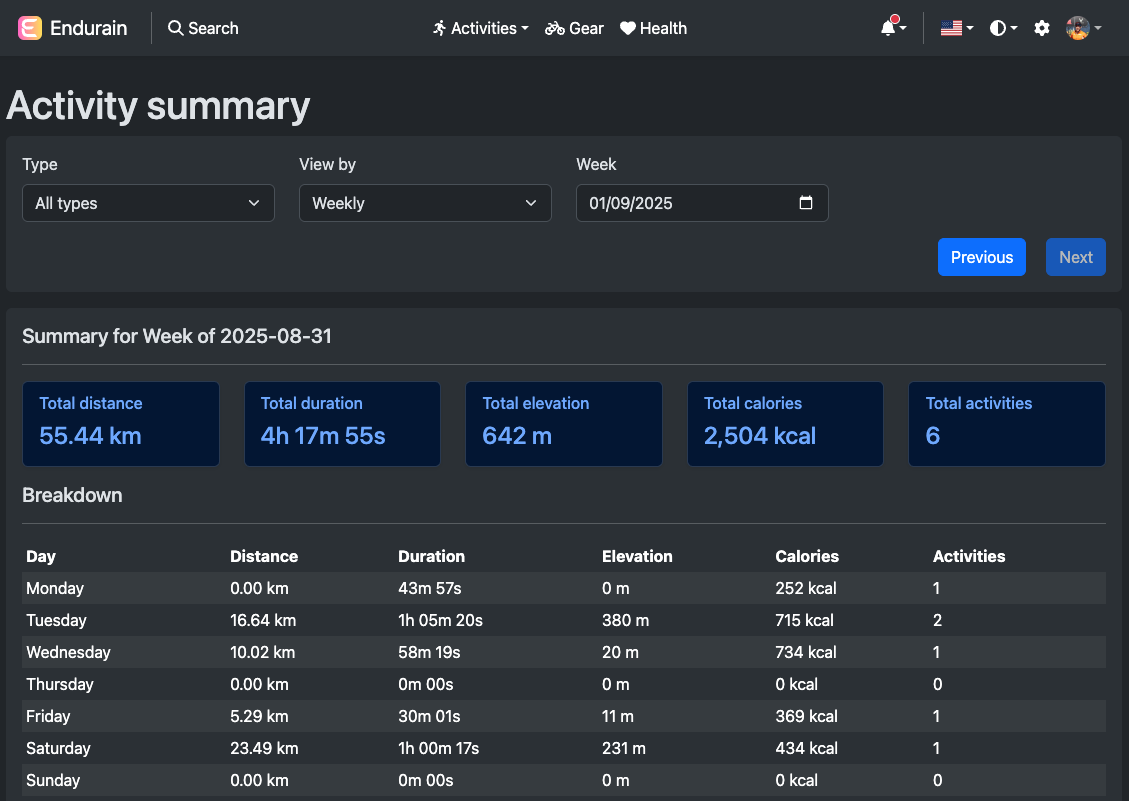 Endurain Search Activities Gear Health
Activity summary
Type View by Week
All types Weekly 01/09/2025
Previous Next
Summary for Week of 2025-08-31
Total distance Total duration Total elevation Total calories Total activities
55.44 km 4h 17m 55s 642 m 2,504 kcal 6
Breakdown
Day Distance Duration Elevation Calories Activities
Monday 0.00 km 43m 57s 0 m 252 kcal 1
Tuesday 16.64 km 1h 05m 20s 380 m 715 kcal 2
Wednesday 10.02 km 58m 19s 20 m 734 kcal 1
Thursday 0.00 km 0m 00s 0 m 0 kcal 0
Friday 5.29 km 30m 01s 11 m 369 kcal 1
Saturday 23.49 km 1h 00m 17s 231 m 434 kcal 1
Sunday 0.00 km 0m 00s 0 m 0 kcal 0